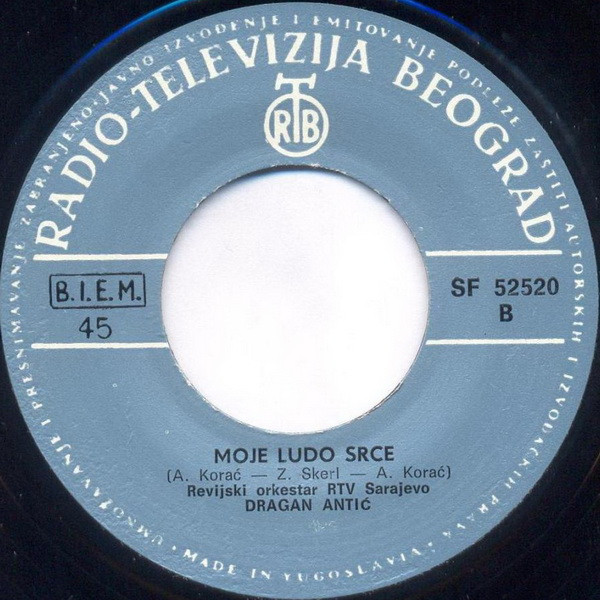 UMNOŽAVANJE I PRESNIMAVANJE ZABRANJENO·JAVNO IZVOĐENJE I EMITOVANJE PODLEŽE ZAŠTITI AUTORSKIH I IZVOĐAČKIH PRAVA ·
RADIO-TELEVIZIJA BEOGRAD
RTB
B.I.E.M.
45
SF 52520
B
MOJE LUDO SRCE
(A. Korać — Z. Skerl — A. Korać)
Revijski orkestar RTV Sarajevo
DRAGAN ANTIĆ
· MADE IN YUGOSLAVIA ·